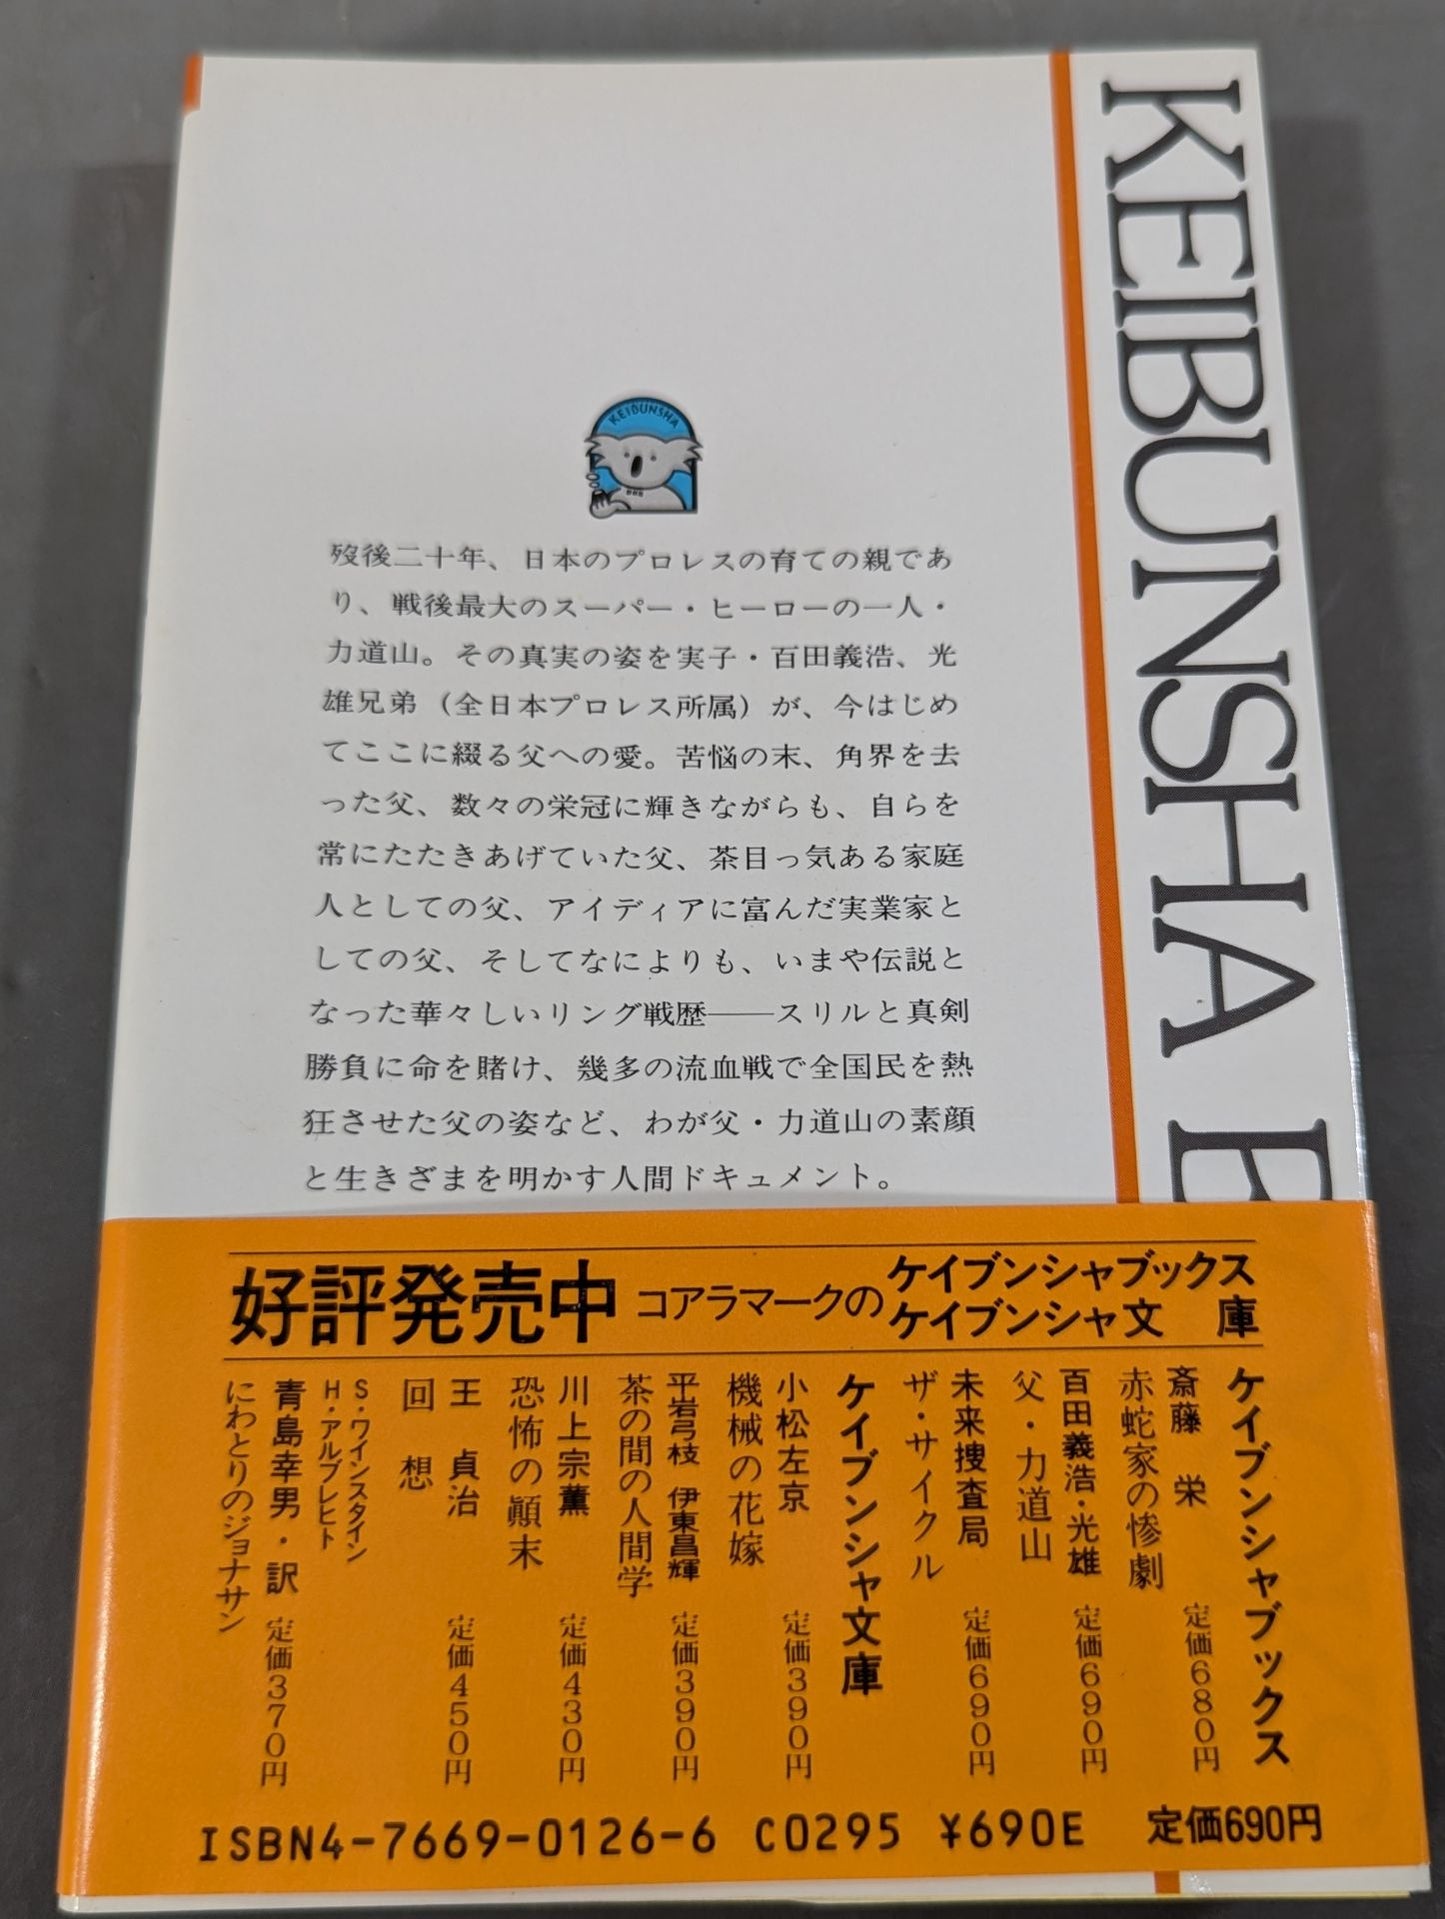 KEIBUNSHA
KEIBUNSHA
歿後二十年、日本のプロレスの育ての親であ
り、戦後最大のスーパー・ヒーローの一人・
力道山。その真実の姿を実子・百田義浩、光
雄兄弟（全日本プロレス所属）が、今はじめ
てここに綴る父への愛。苦悩の末、角界を去
った父、数々の栄冠に輝きながらも、自らを
常にたたきあげていた父、茶目っ気ある家庭
人としての父、アイディアに富んだ実業家と
しての父、そしてなによりも、いまや伝説と
なった華々しいリング戦歴──スリルと真剣
勝負に命を賭け、幾多の流血戦で全国民を熱
狂させた父の姿など、わが父・力道山の素顔
と生きざまを明かす人間ドキュメント。
好評発売中 コアラマークの
ケイブンシャブックス
ケイブンシャ文庫
ケイブンシャブックス
斎藤 栄
赤蛇家の惨劇 定価680円
百田義浩・光雄
父・力道山 定価690円
未来捜査局
ザ・サイクル 定価690円
ケイブンシャ文庫
小松左京
機械の花嫁 定価390円
平岩弓枝 伊東昌輝
茶の間の人間学 定価390円
川上宗薫
恐怖の顚末 定価430円
王 貞治
回想 定価450円
S・ワインスタイン
H・アルブレヒト
青島幸男・訳
にわとりのジョナサン 定価370円
ISBN4-7669-0126-6 C0295 ¥690E 定価690円